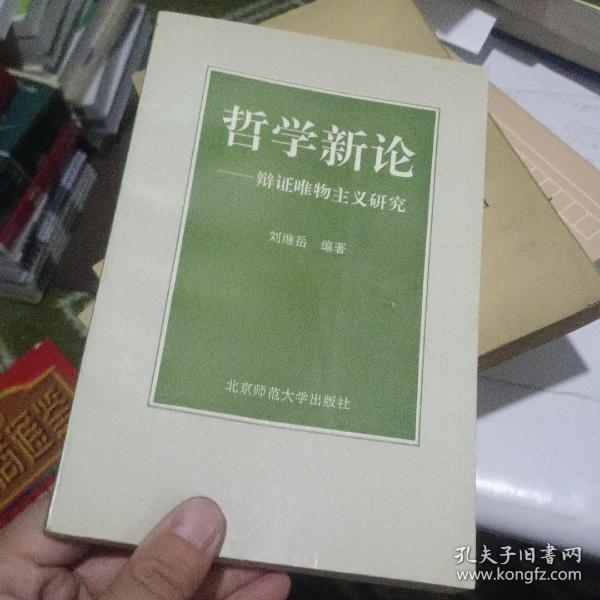 哲学新论
——辩证唯物主义研究
刘继岳 编著
北京师范大学出版社
孔夫子旧书网
www.kongfz.com